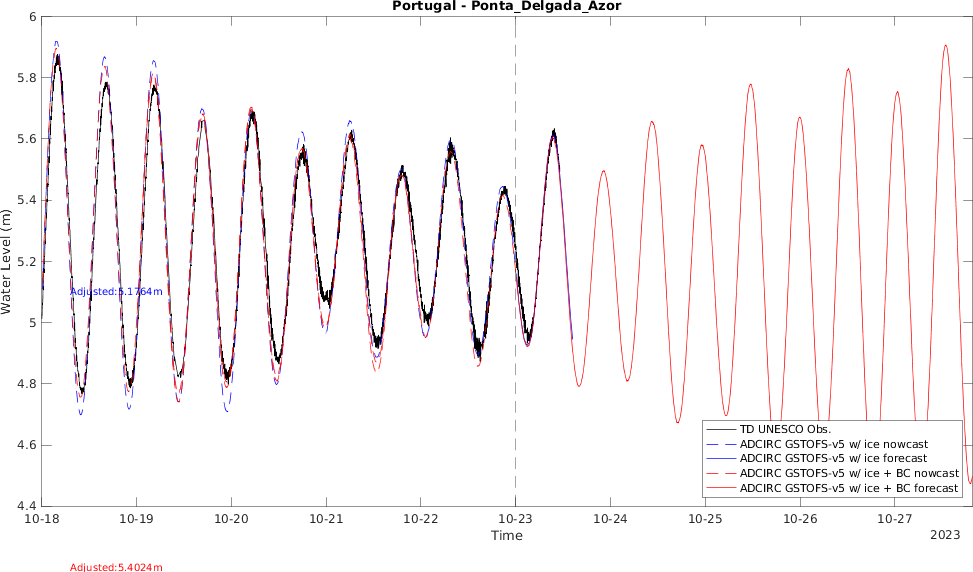 Portugal - Ponta_Delgada_Azor
6
5.8
5.6
5.4
5.2
5
4.8
4.6
4.4
Water Level (m)
Adjusted:5.1764m
TD UNESCO Obs.
ADCIRC GSTOFS-v5 w/ ice nowcast
ADCIRC GSTOFS-v5 w/ ice forecast
ADCIRC GSTOFS-v5 w/ ice + BC nowcast
ADCIRC GSTOFS-v5 w/ ice + BC forecast
10-18 10-19 10-20 10-21 10-22 10-23 10-24 10-25 10-26 10-27
Time
2023
Adjusted:5.4024m